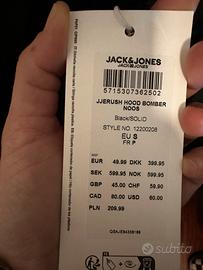 JACK&JONES
JACK&JONES
5715307362502
JJERUSH HOOD BOMBER
NOOS
Black/SOLID
STYLE NO. 12200208
EU S
FR P
EUR 49.99 DKK 399.95
SEK 599.95 NOK 599.95
GBP 45.00 CHF 59.90
CAD 80.00 USD 60.00
PLN 209.99
subito